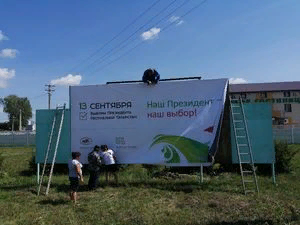 13 СЕНТЯБРЯ
Выборы Президента
Республики Татарстан
Наш Президент
наш выбор!